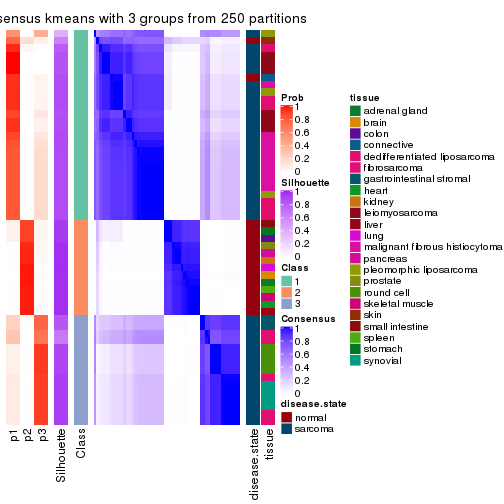 sensus kmeans with 3 groups from 250 partitions
Prob
1
0.8
0.6
0.4
0.2
0
Silhouette
1
0.8
0.6
0.4
0.2
0
Class
1
2
3
Consensus
1
0.8
0.6
0.4
0.2
0
disease.state
normal
sarcoma
tissue
adrenal gland
brain
colon
connective
dedifferentiated liposarcoma
fibrosarcoma
gastrointestinal stromal
heart
kidney
leiomyosarcoma
liver
lung
malignant fibrous histiocytoma
pancreas
pleomorphic liposarcoma
prostate
round cell
skeletal muscle
skin
small intestine
spleen
stomach
synovial
p1
p2
p3
Silhouette
Class
disease.state
tissue